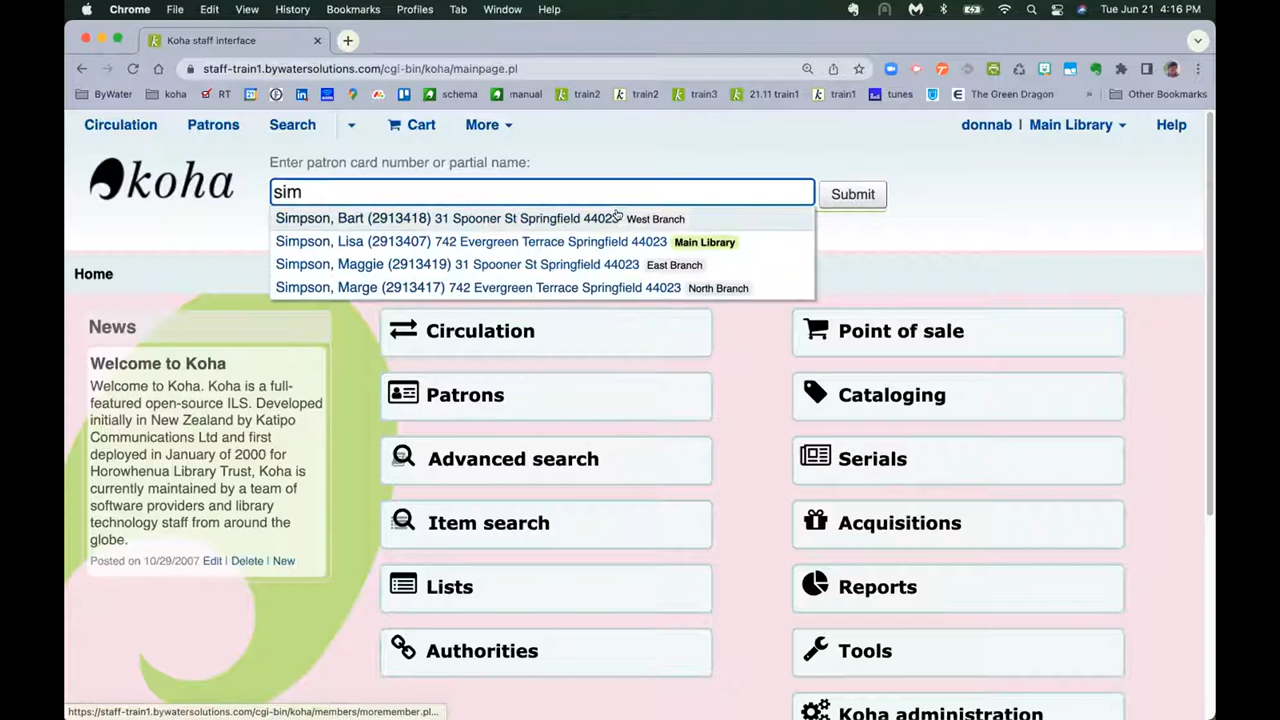 Chrome File Edit View History Bookmarks Profiles Tab Window Help Tue Jun 21 4:16 PM
Koha staff interface
staff-train1.bywatersolutions.com/cgi-bin/koha/mainpage.pl
ByWater koha RT schema manual train2 train2 train3 21.11 train1 train1 tunes The Green Dragon » Other Bookmarks
Circulation Patrons Search Cart More donnab | Main Library Help
koha
Enter patron card number or partial name:
sim
Submit
Simpson, Bart (2913418) 31 Spooner St Springfield 44023 West Branch
Simpson, Lisa (2913407) 742 Evergreen Terrace Springfield 44023 Main Library
Simpson, Maggie (2913419) 31 Spooner St Springfield 44023 East Branch
Simpson, Marge (2913417) 742 Evergreen Terrace Springfield 44023 North Branch
Home
News
Welcome to Koha
Welcome to Koha. Koha is a full-
featured open-source ILS. Developed
initially in New Zealand by Katipo
Communications Ltd and first
deployed in January of 2000 for
Horowhenua Library Trust, Koha is
currently maintained by a team of
software providers and library
technology staff from around the
globe.
Posted on 10/29/2007 Edit | Delete | New
Circulation
Patrons
Advanced search
Item search
Lists
Authorities
Point of sale
Cataloging
Serials
Acquisitions
Reports
Tools
Koha administration
https://staff-train1.bywatersolutions.com/cgi-bin/koha/members/moremember.pl...